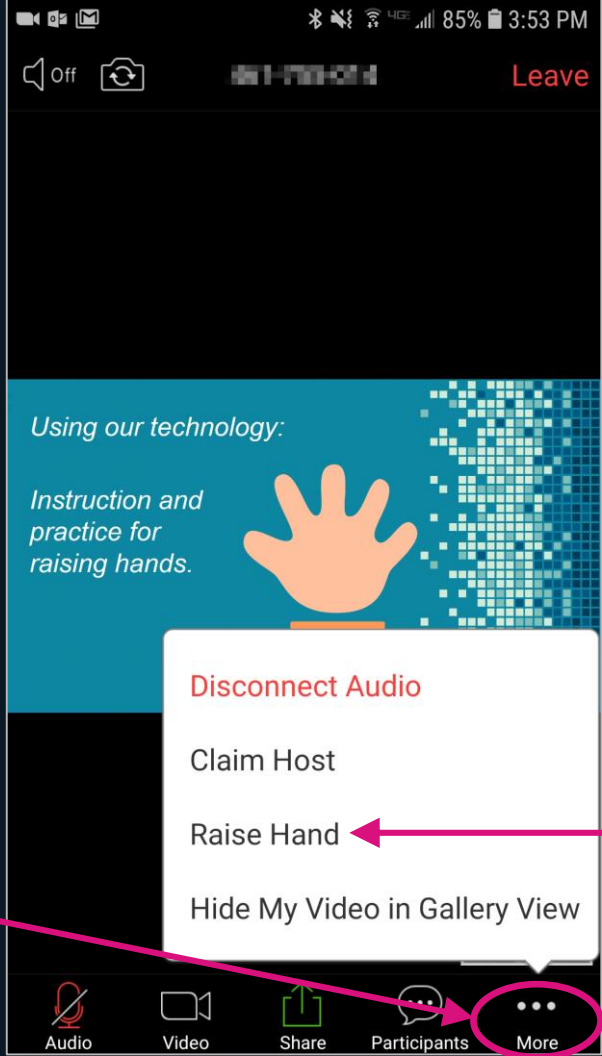 4GE 85% 3:53 PM
Off Leave
Using our technology:
Instruction and
practice for
raising hands.
Disconnect Audio
Claim Host
Raise Hand
Hide My Video in Gallery View
Audio Video Share Participants More